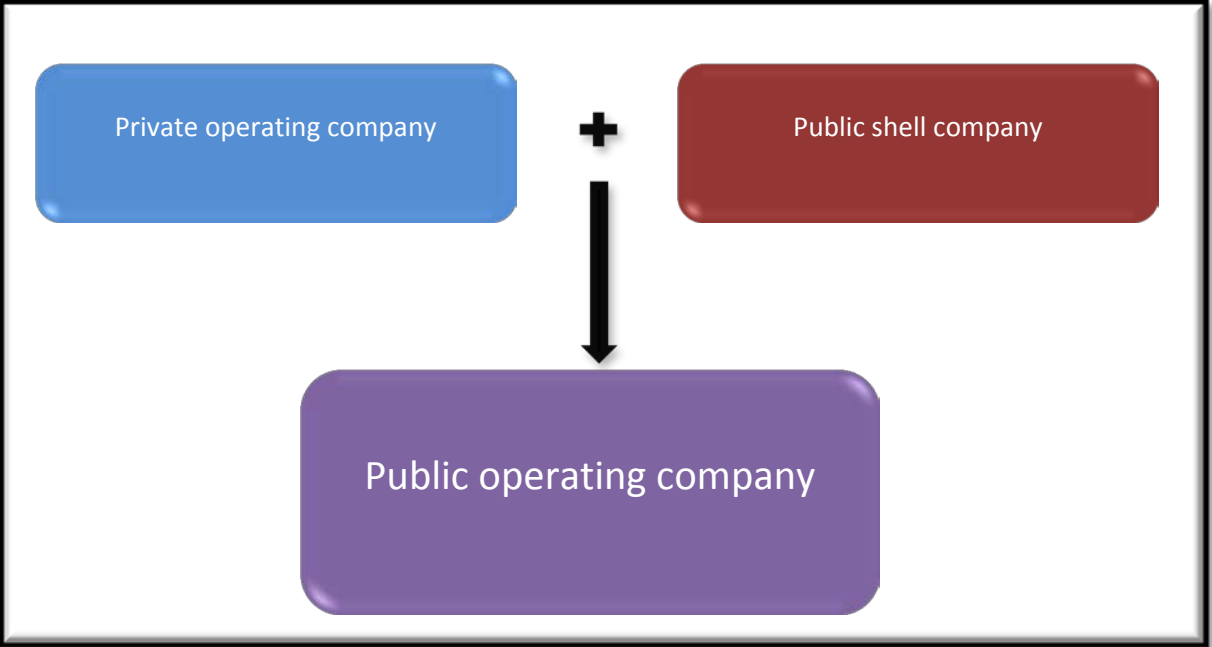 Private operating company
Public shell company
Public operating company